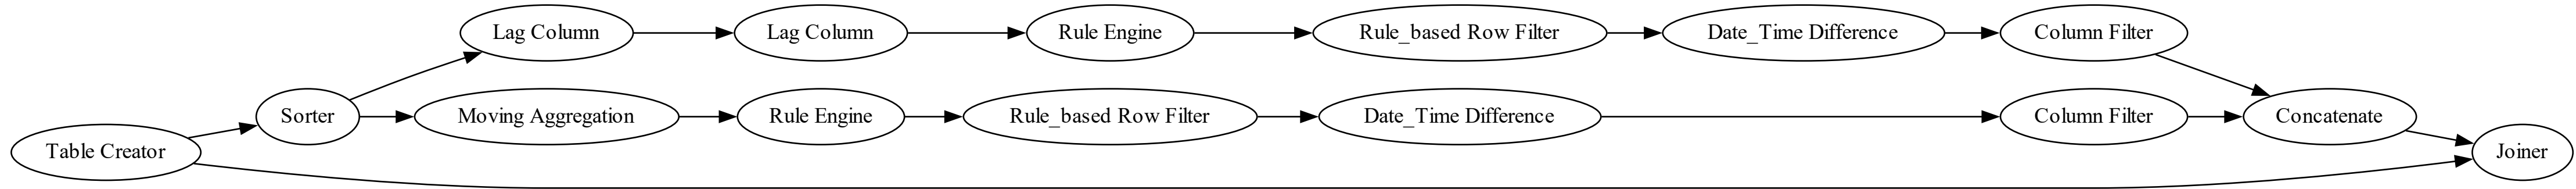 Lag Column
Lag Column
Rule Engine
Rule_based Row Filter
Date_Time Difference
Column Filter
Sorter
Moving Aggregation
Rule Engine
Rule_based Row Filter
Date_Time Difference
Column Filter
Concatenate
Table Creator
Joiner